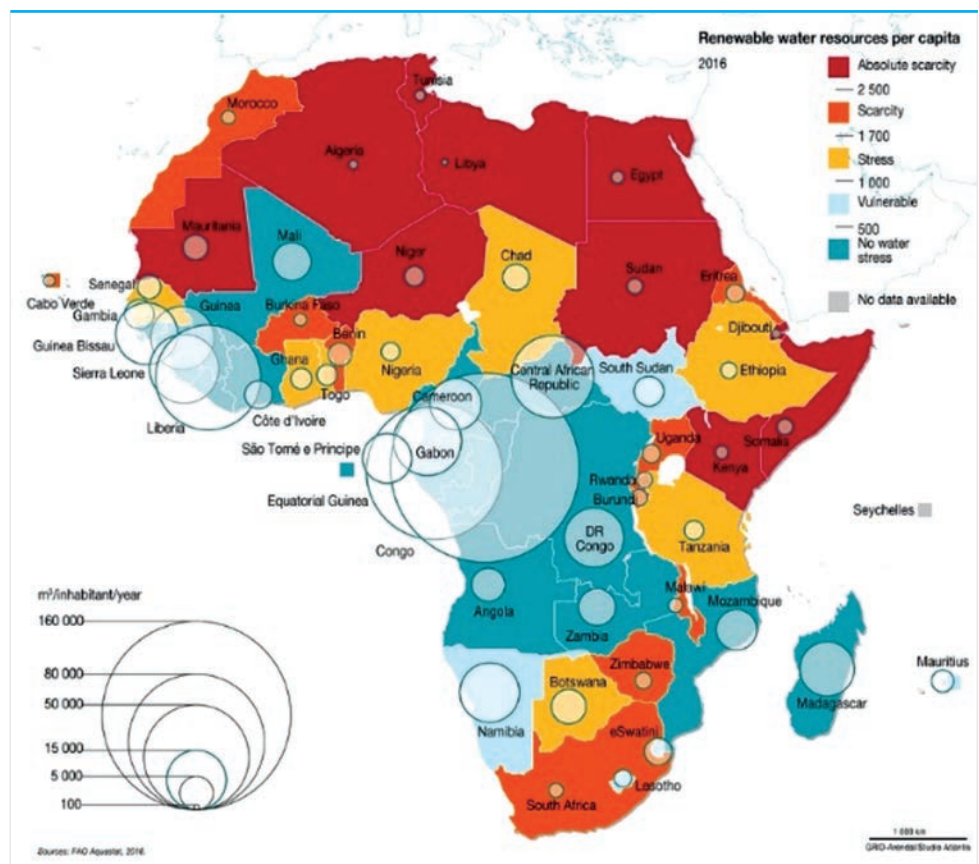 Renewable water resources per capita
2016
Absolute scarcity
2 500
Scarcity
1 700
Stress
1 000
Vulnerable
500
No water
stress
No data available
Tunisia
Morocco
Algeria
Libya
Egypt
Mauritania
Mali
Niger
Chad
Sudan
Eritrea
Senegal
Cabo Verde
Gambia
Guinea
Burkina Faso
Djibouti
Guinea Bissau
Benin
Ghana
Nigeria
Central African
Republic
South Sudan
Ethiopia
Sierra Leone
Togo
Cameroon
Liberia
Côte d'Ivoire
São Tomé e Principe
Gabon
Uganda
Somalia
Kenya
Equatorial Guinea
Rwanda
Burundi
Seychelles
Congo
DR
Congo
Tanzania
m³/inhabitant/year
160 000
80 000
50 000
15 000
5 000
100
Angola
Zambia
Malawi
Mozambique
Zimbabwe
Madagascar
Mauritius
Namibia
Botswana
eSwatini
Lesotho
South Africa
Sources: FAO Aquastat, 2016.
1 000 km
GRID-Arendal/Studio Atlantis